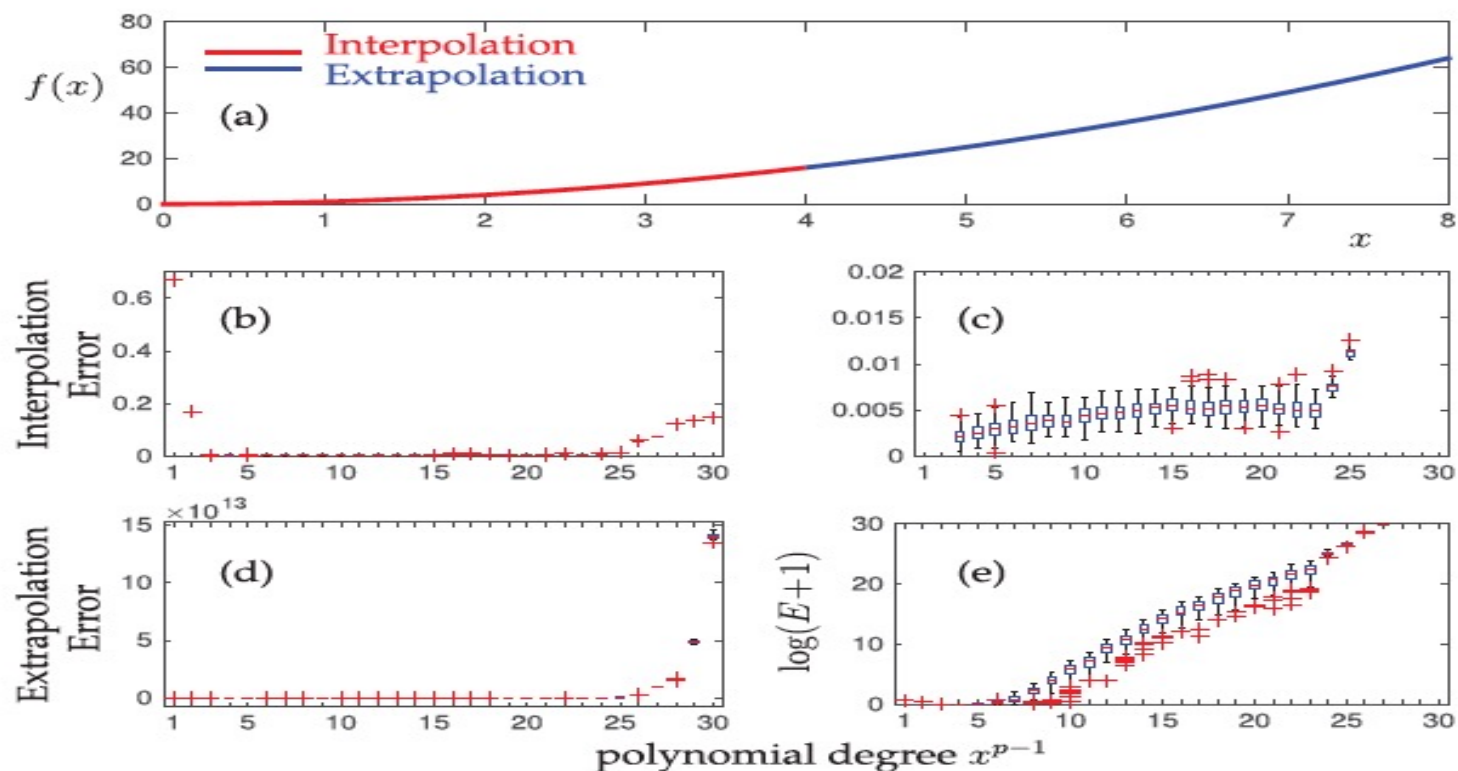 80
60
40
20
0
f(x)
Interpolation
Extrapolation
(a)
0 1 2 3 4 5 6 7 8
x
Interpolation
Error
0.6
0.4
0.2
0
(b)
1 5 10 15 20 25 30
0.02
0.015
0.01
0.005
0
(c)
1 5 10 15 20 25 30
Extrapolation
Error
×10¹³
15
10
5
0
(d)
1 5 10 15 20 25 30
log(E+1)
30
20
10
0
(e)
1 5 10 15 20 25 30
polynomial degree xᵖ⁻¹